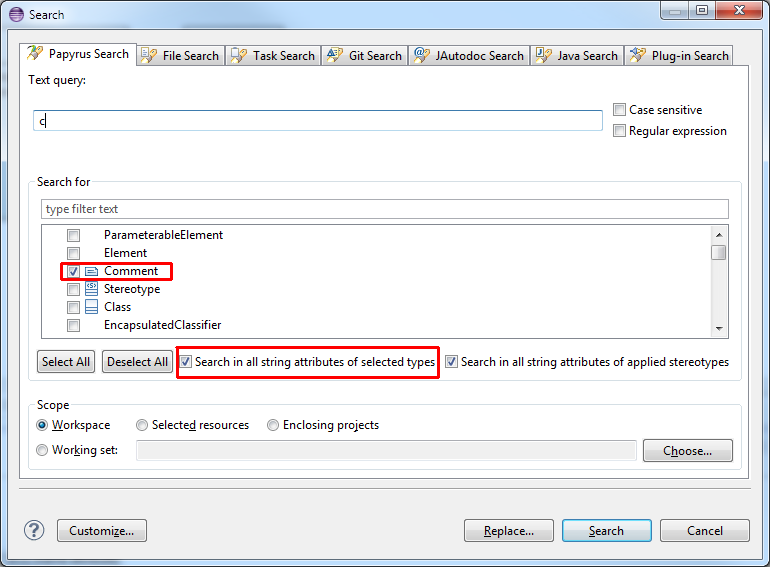 Search
Papyrus Search File Search Task Search Git Search JAutodoc Search Java Search Plug-in Search
Text query:
c
Case sensitive
Regular expression
Search for
type filter text
ParameterableElement
Element
Comment
Stereotype
Class
EncapsulatedClassifier
Select All Deselect All Search in all string attributes of selected types Search in all string attributes of applied stereotypes
Scope
Workspace Selected resources Enclosing projects
Working set: Choose...
Customize... Replace... Search Cancel